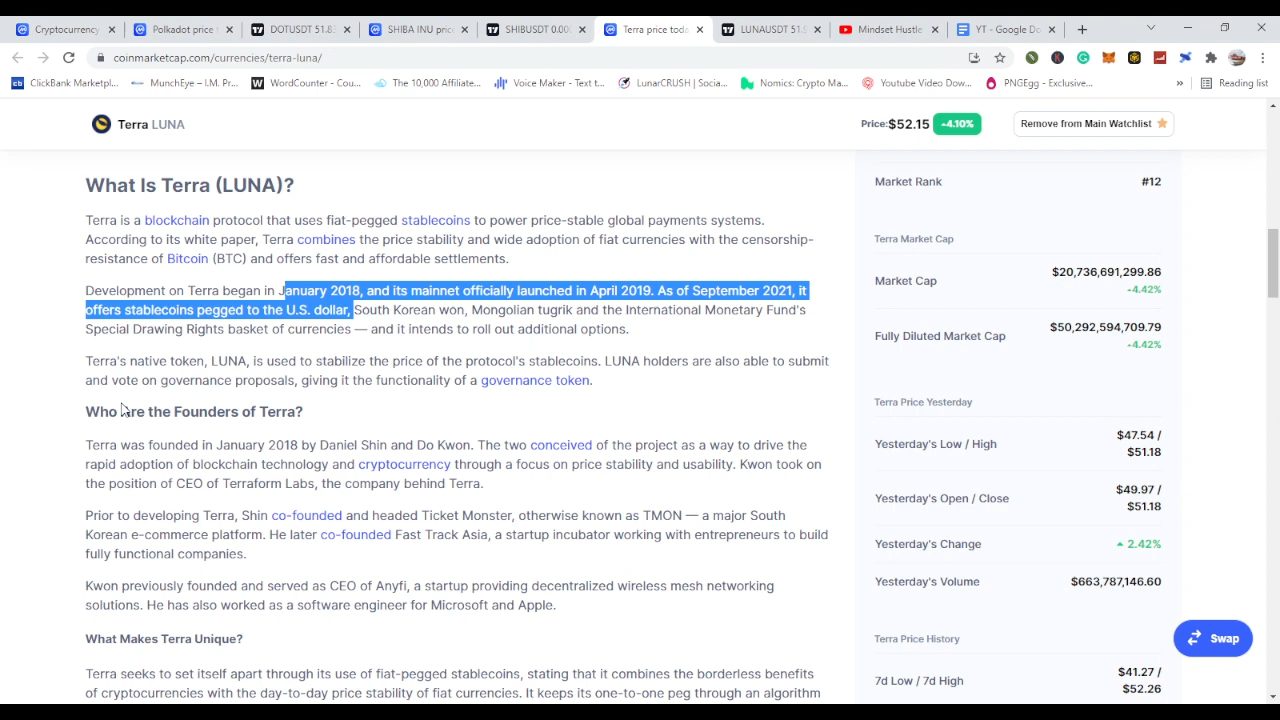 Cryptocurrency
Polkadot price
DOTUSDT 51.8
SHIBA INU pric
SHIBUSDT 0.00
Terra price toda
LUNAUSDT 51.9
Mindset Hustle
YT - Google Do
coinmarketcap.com/currencies/terra-luna/
ClickBank Marketpl...
MunchEye – I.M. Pr...
WordCounter - Cou...
The 10,000 Affiliate...
Voice Maker - Text t...
LunarCRUSH | Socia...
Nomics: Crypto Ma...
Youtube Video Dow...
PNGEgg - Exclusive...
»
Reading list
Terra LUNA
Price: $52.15 4.10%
Remove from Main Watchlist
What Is Terra (LUNA)?
Terra is a blockchain protocol that uses fiat-pegged stablecoins to power price-stable global payments systems.
According to its white paper, Terra combines the price stability and wide adoption of fiat currencies with the censorship-
resistance of Bitcoin (BTC) and offers fast and affordable settlements.
Development on Terra began in January 2018, and its mainnet officially launched in April 2019. As of September 2021, it
offers stablecoins pegged to the U.S. dollar, South Korean won, Mongolian tugrik and the International Monetary Fund's
Special Drawing Rights basket of currencies — and it intends to roll out additional options.
Terra's native token, LUNA, is used to stabilize the price of the protocol's stablecoins. LUNA holders are also able to submit
and vote on governance proposals, giving it the functionality of a governance token.
Who Are the Founders of Terra?
Terra was founded in January 2018 by Daniel Shin and Do Kwon. The two conceived of the project as a way to drive the
rapid adoption of blockchain technology and cryptocurrency through a focus on price stability and usability. Kwon took on
the position of CEO of Terraform Labs, the company behind Terra.
Prior to developing Terra, Shin co-founded and headed Ticket Monster, otherwise known as TMON — a major South
Korean e-commerce platform. He later co-founded Fast Track Asia, a startup incubator working with entrepreneurs to build
fully functional companies.
Kwon previously founded and served as CEO of Anyfi, a startup providing decentralized wireless mesh networking
solutions. He has also worked as a software engineer for Microsoft and Apple.
What Makes Terra Unique?
Terra seeks to set itself apart through its use of fiat-pegged stablecoins, stating that it combines the borderless benefits
of cryptocurrencies with the day-to-day price stability of fiat currencies. It keeps its one-to-one peg through an algorithm
Market Rank
#12
Terra Market Cap
Market Cap
$20,736,691,299.86
4.42%
Fully Diluted Market Cap
$50,292,594,709.79
4.42%
Terra Price Yesterday
Yesterday's Low / High
$47.54 /
$51.18
Yesterday's Open / Close
$49.97 /
$51.18
Yesterday's Change
2.42%
Yesterday's Volume
$663,787,146.60
Swap
Terra Price History
7d Low / 7d High
$41.27 /
$52.26